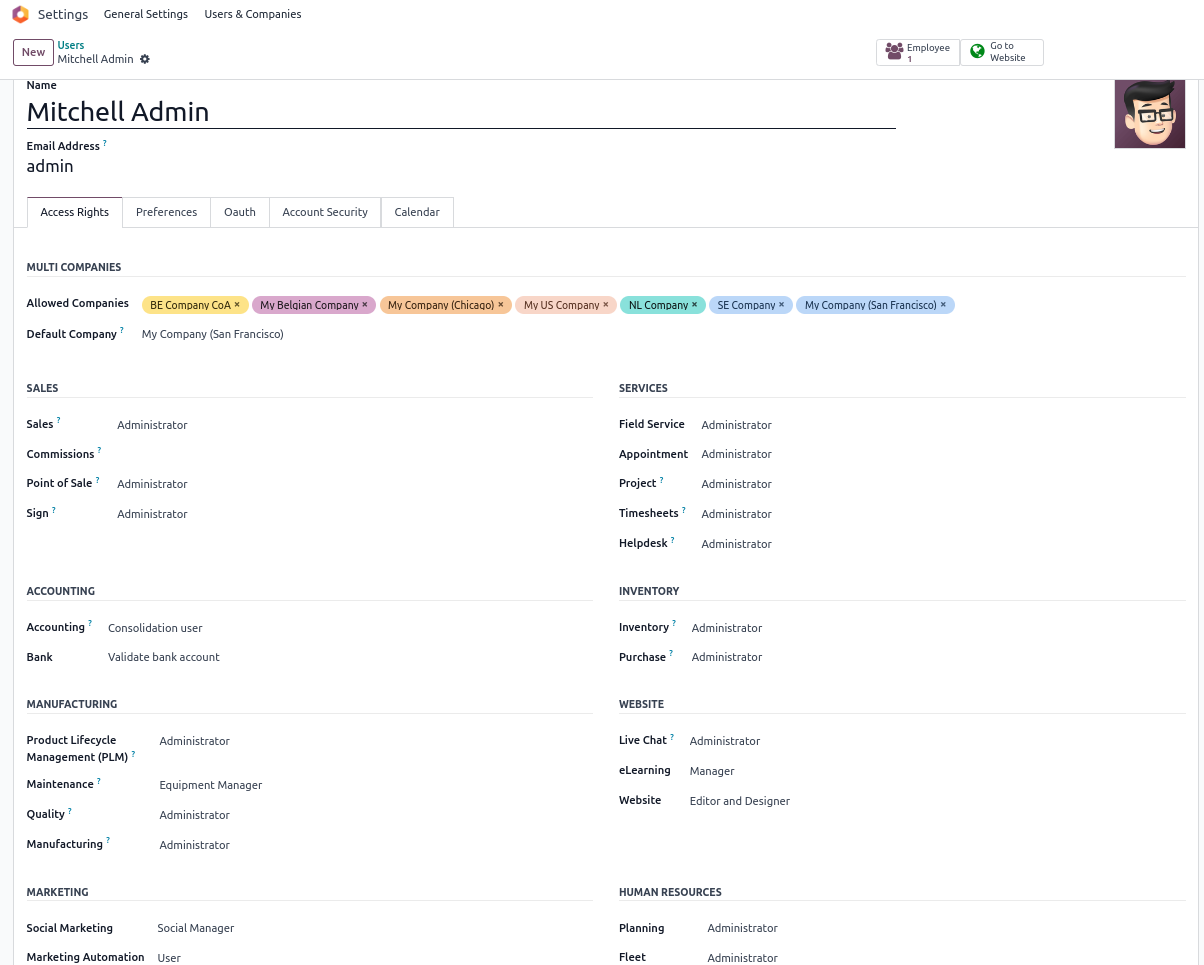 Settings General Settings Users & Companies
New Users
Mitchell Admin
Employee
1
Go to
Website
Name
Mitchell Admin
Email Address ?
admin
Access Rights Preferences Oauth Account Security Calendar
MULTI COMPANIES
Allowed Companies BE Company CoA × My Belgian Company × My Company (Chicago) × My US Company × NL Company × SE Company × My Company (San Francisco) ×
Default Company ? My Company (San Francisco)
SALES
Sales ? Administrator
Commissions ?
Point of Sale ? Administrator
Sign ? Administrator
SERVICES
Field Service Administrator
Appointment Administrator
Project ? Administrator
Timesheets ? Administrator
Helpdesk ? Administrator
ACCOUNTING
Accounting ? Consolidation user
Bank Validate bank account
INVENTORY
Inventory ? Administrator
Purchase ? Administrator
MANUFACTURING
Product Lifecycle Administrator
Management (PLM) ?
Maintenance ? Equipment Manager
Quality ? Administrator
Manufacturing ? Administrator
WEBSITE
Live Chat ? Administrator
eLearning Manager
Website Editor and Designer
MARKETING
Social Marketing Social Manager
Marketing Automation User
HUMAN RESOURCES
Planning Administrator
Fleet Administrator